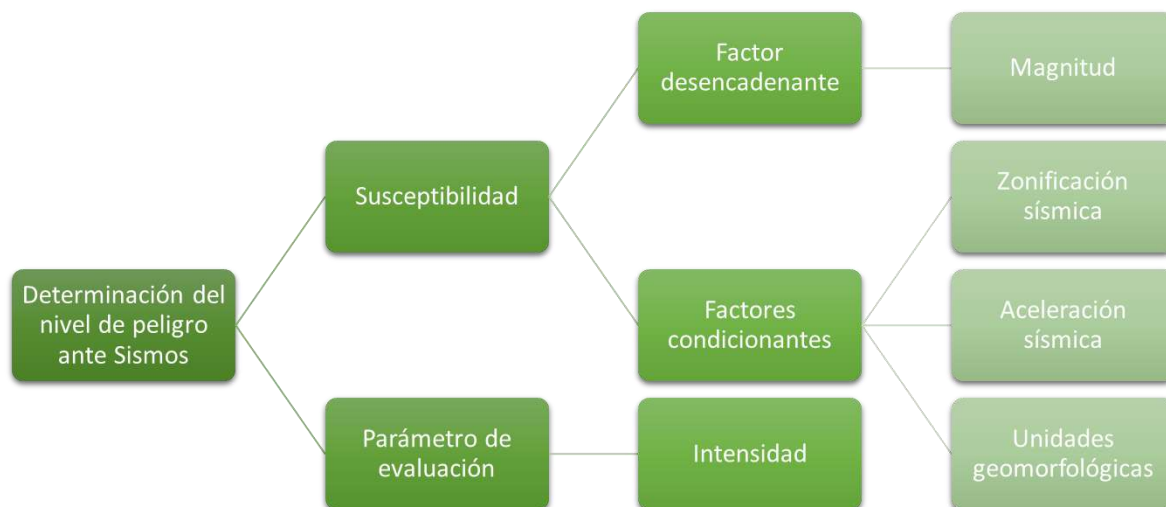 Factor
desencadenante
Magnitud
Susceptibilidad
Zonificación
sísmica
Determinación del
nivel de peligro
ante Sismos
Factores
condicionantes
Aceleración
sísmica
Parámetro de
evaluación
Intensidad
Unidades
geomorfológicas